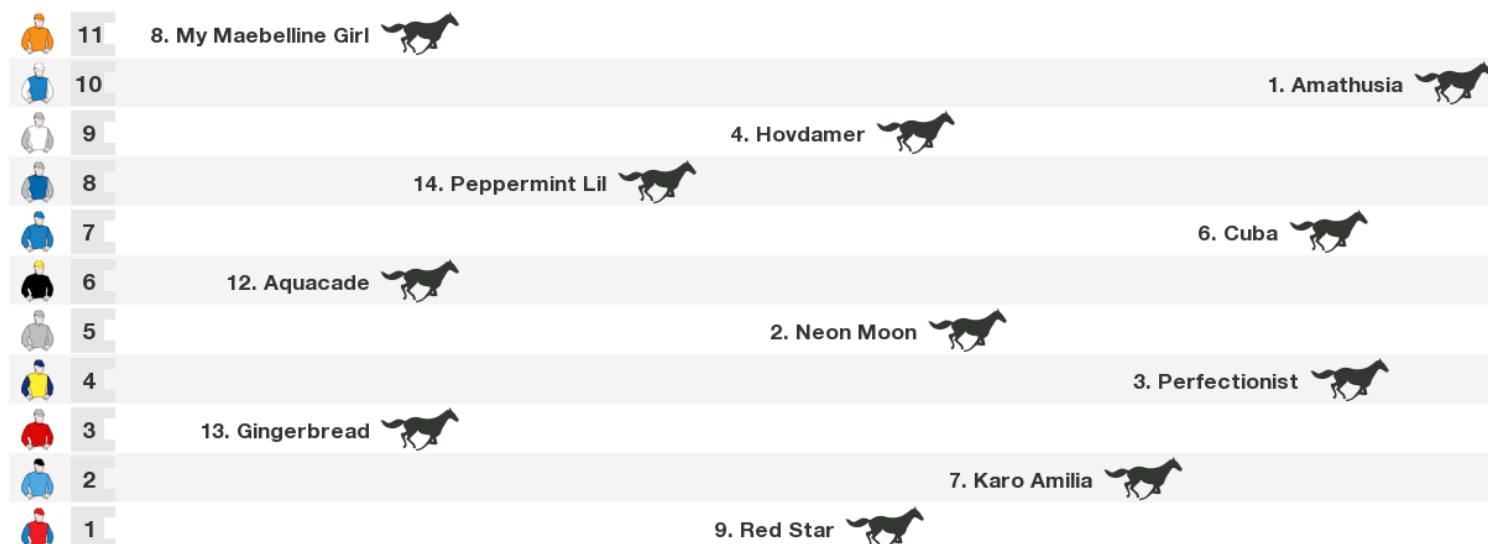 11 8. My Maebelline Girl
10 1. Amathusia
9 4. Hovdamer
8 14. Peppermint Lil
7 6. Cuba
6 12. Aquacade
5 2. Neon Moon
4 3. Perfectionist
3 13. Gingerbread
2 7. Karo Amilia
1 9. Red Star